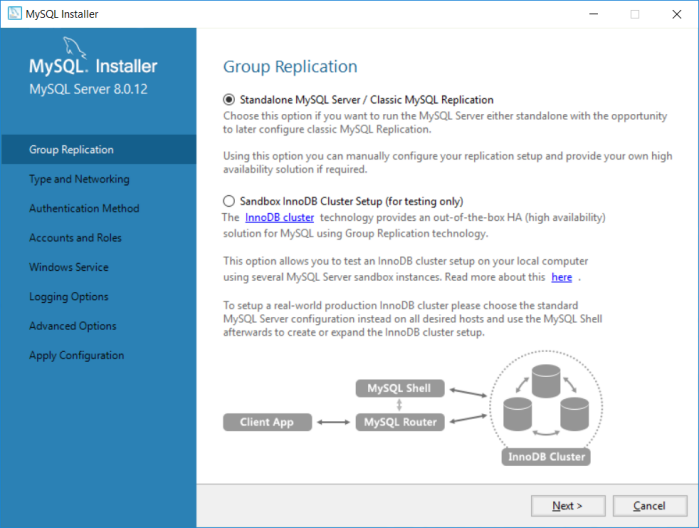 MySQL Installer
MySQL. Installer
MySQL Server 8.0.12
Group Replication
Type and Networking
Authentication Method
Accounts and Roles
Windows Service
Logging Options
Advanced Options
Apply Configuration
Group Replication
Standalone MySQL Server / Classic MySQL Replication
Choose this option if you want to run the MySQL Server either standalone with the opportunity
to later configure classic MySQL Replication.
Using this option you can manually configure your replication setup and provide your own high
availability solution if required.
Sandbox InnoDB Cluster Setup (for testing only)
The InnoDB cluster technology provides an out-of-the-box HA (high availability)
solution for MySQL using Group Replication technology.
This option allows you to test an InnoDB cluster setup on your local computer
using several MySQL Server sandbox instances. Read more about this here .
To setup a real-world production InnoDB cluster please choose the standard
MySQL Server configuration instead on all desired hosts and use the MySQL Shell
afterwards to create or expand the InnoDB cluster setup.
MySQL Shell
Client App
MySQL Router
InnoDB Cluster
Next >
Cancel